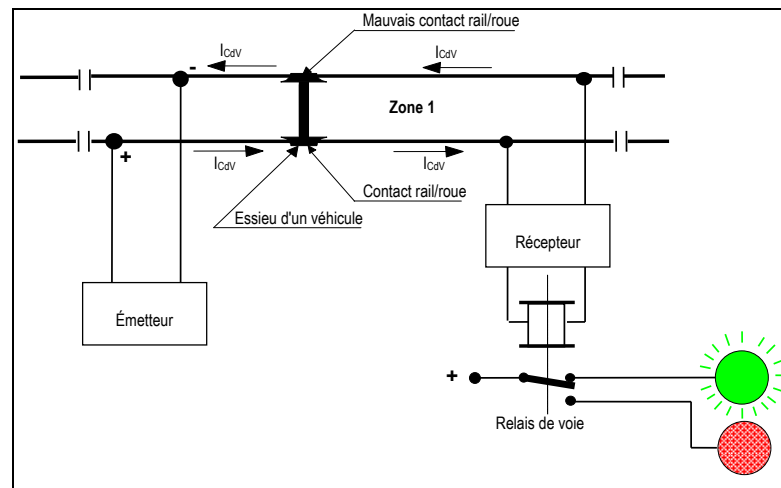 Mauvais contact rail/roue
ICdV
ICdV
-
Zone 1
+
ICdV
ICdV
Contact rail/roue
Essieu d'un véhicule
Récepteur
Émetteur
+
Relais de voie